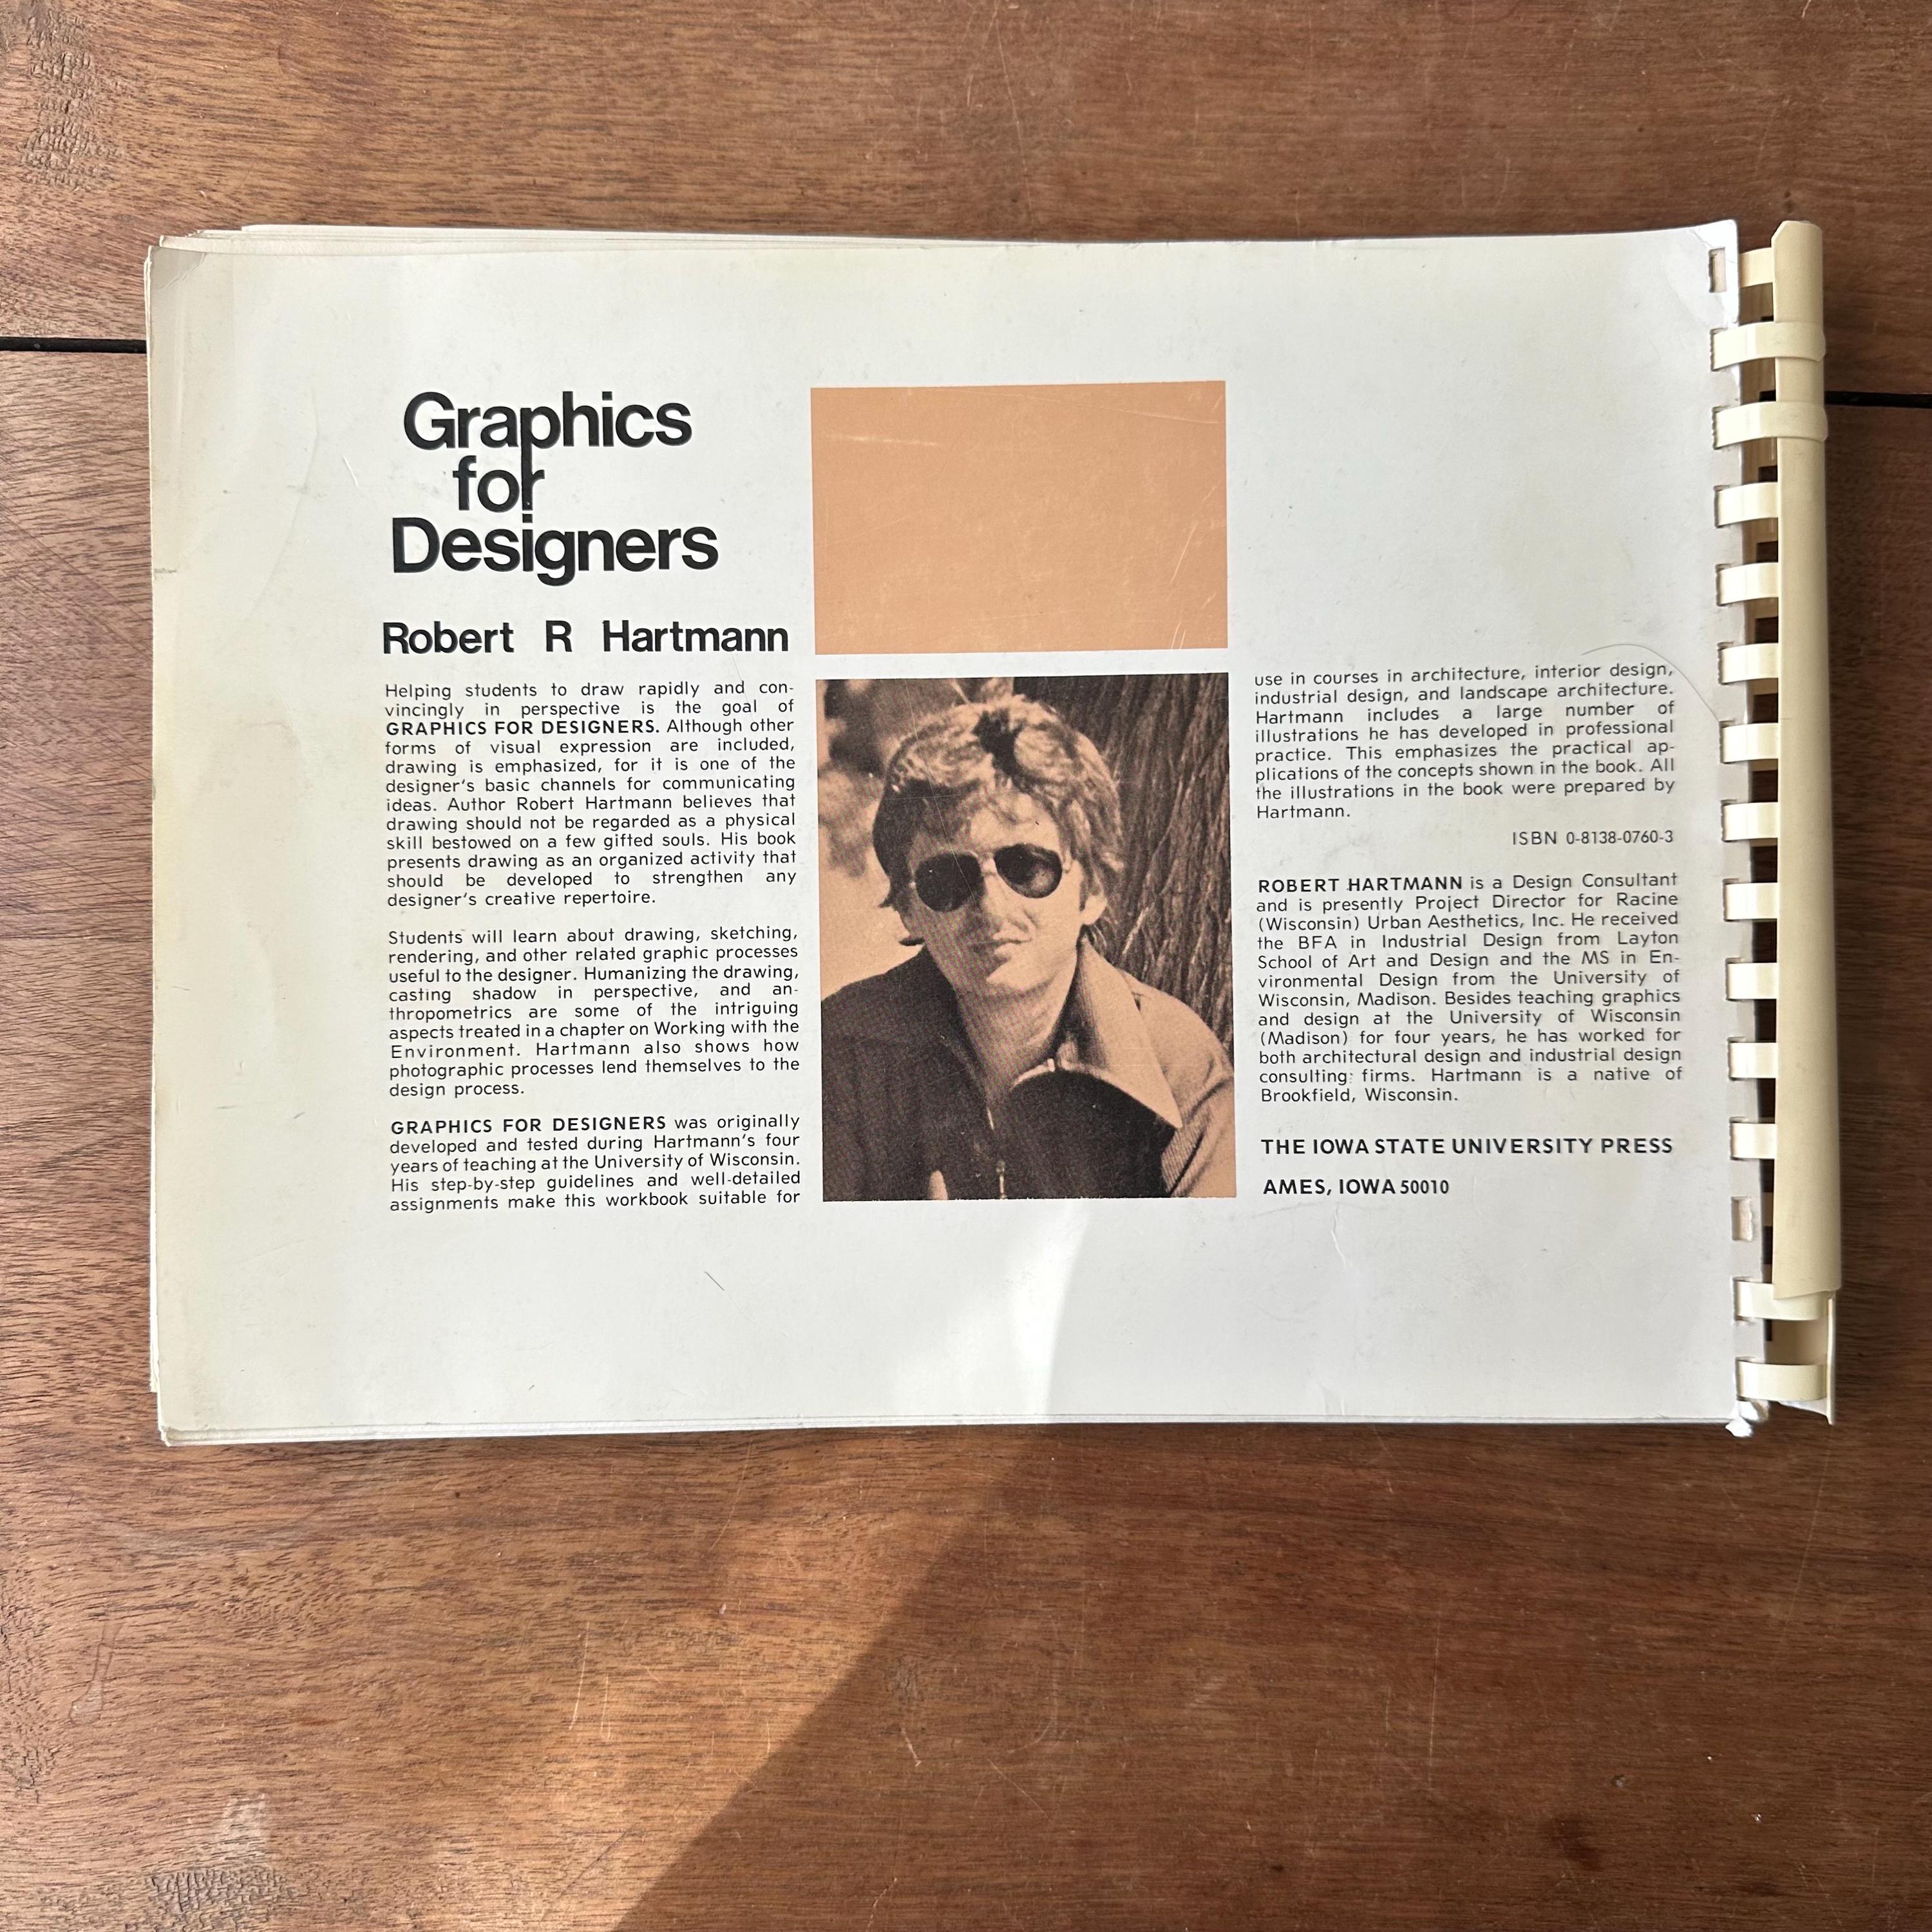 Graphics
for
Designers
Robert R Hartmann
Helping students to draw rapidly and con-
vincingly in perspective is the goal of
GRAPHICS FOR DESIGNERS. Although other
forms of visual expression are included,
drawing is emphasized, for it is one of the
designer's basic channels for communicating
ideas. Author Robert Hartmann believes that
drawing should not be regarded as a physical
skill bestowed on a few gifted souls. His book
presents drawing as an organized activity that
should be developed to strengthen any
designer's creative repertoire.
Students will learn about drawing, sketching,
rendering, and other related graphic processes
useful to the designer. Humanizing the drawing,
casting shadow in perspective, and an-
thropometrics are some of the intriguing
aspects treated in a chapter on Working with the
Environment. Hartmann also shows how
photographic processes lend themselves to the
design process.
GRAPHICS FOR DESIGNERS was originally
developed and tested during Hartmann's four
years of teaching at the University of Wisconsin.
His step-by-step guidelines and well-detailed
assignments make this workbook suitable for
use in courses in architecture, interior design,
industrial design, and landscape architecture.
Hartmann includes a large number of
illustrations he has developed in professional
practice. This emphasizes the practical ap-
plications of the concepts shown in the book. All
the illustrations in the book were prepared by
Hartmann.
ISBN 0-8138-0760-3
ROBERT HARTMANN is a Design Consultant
and is presently Project Director for Racine
(Wisconsin) Urban Aesthetics, Inc. He received
the BFA in Industrial Design from Layton
School of Art and Design and the MS in En-
vironmental Design from the University of
Wisconsin, Madison. Besides teaching graphics
and design at the University of Wisconsin
(Madison) for four years, he has worked for
both architectural design and industrial design
consulting firms. Hartmann is a native of
Brookfield, Wisconsin.
THE IOWA STATE UNIVERSITY PRESS
AMES, IOWA 50010